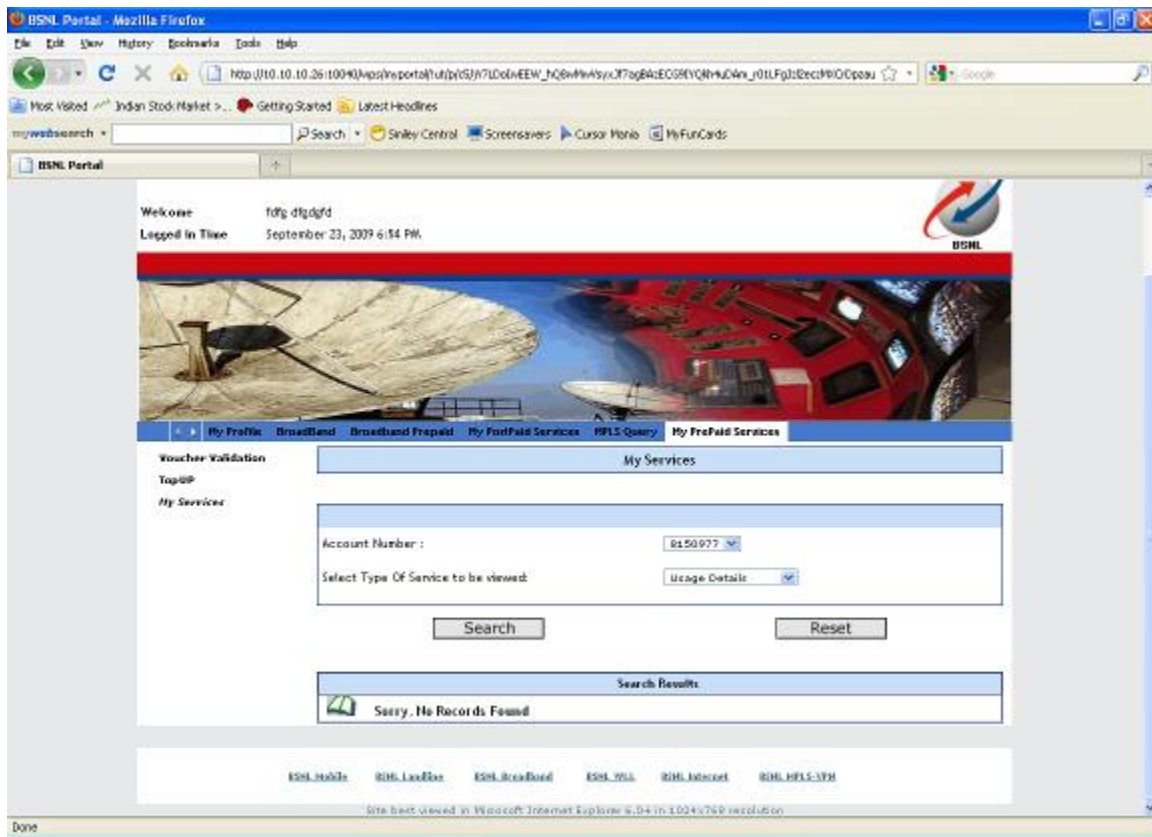 BSNL Portal - Mozilla Firefox
File Edit View History Bookmarks Tools Help
Google
Most Visited Indian Stock Market >... Getting Started Latest Headlines
mywebsearch Search Smiley Central Screensavers Cursor Mania MyFunCards
BSNL Portal
Welcome fdfg dfgdgfd
Logged in Time September 23, 2009 6:54 PM.
BSNL
My Profile BroadBand Broadband Prepaid My PostPaid Services MPLS Query My PrePaid Services
Voucher Validation
TopUP
My Services
My Services
Account Number : 8150977
Select Type Of Service to be viewed: Usage Details
Search Reset
Search Results
Sorry, No Records Found
BSNL Mobile BSNL Landline BSNL Broadband BSNL WLL BSNL Internet BSNL MPLS-VPN
Site best viewed in Microsoft Internet Explorer 6.0+ in 1024x768 resolution
Done